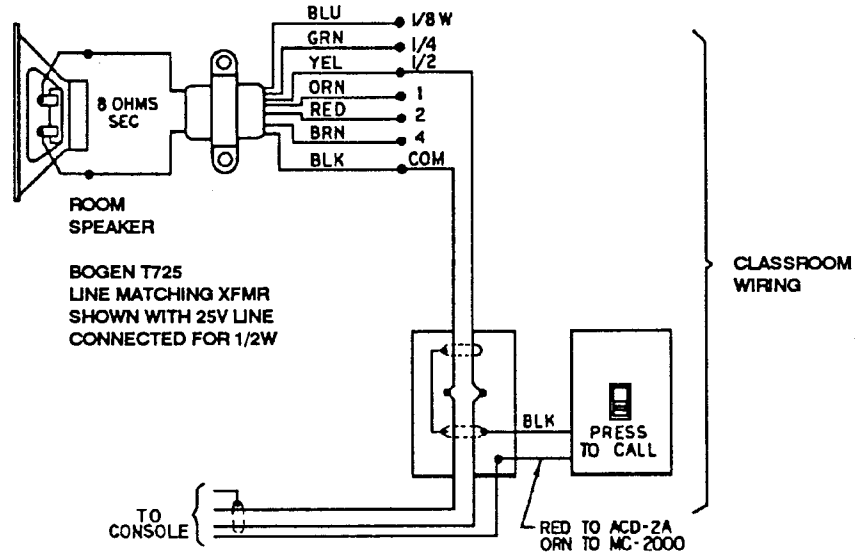 BLU
1/8 W
GRN
1/4
YEL
1/2
ORN
1
RED
2
BRN
4
BLK
COM
8 OHMS
SEC
ROOM
SPEAKER
BOGEN T725
LINE MATCHING XFMR
SHOWN WITH 25V LINE
CONNECTED FOR 1/2W
CLASSROOM
WIRING
BLK
PRESS
TO CALL
TO
CONSOLE
RED TO ACD-2A
ORN TO MC-2000